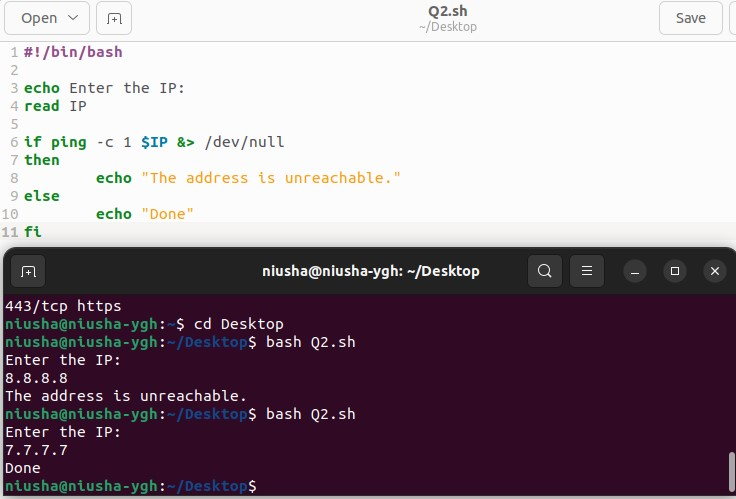 Open
Q2.sh
~/Desktop
Save
1 #!/bin/bash
2
3 echo Enter the IP:
4 read IP
5
6 if ping -c 1 $IP &> /dev/null
7 then
8         echo "The address is unreachable."
9 else
10         echo "Done"
11 fi
niusha@niusha-ygh: ~/Desktop
443/tcp https
niusha@niusha-ygh:~$ cd Desktop
niusha@niusha-ygh:~/Desktop$ bash Q2.sh
Enter the IP:
8.8.8.8
The address is unreachable.
niusha@niusha-ygh:~/Desktop$ bash Q2.sh
Enter the IP:
7.7.7.7
Done
niusha@niusha-ygh:~/Desktop$